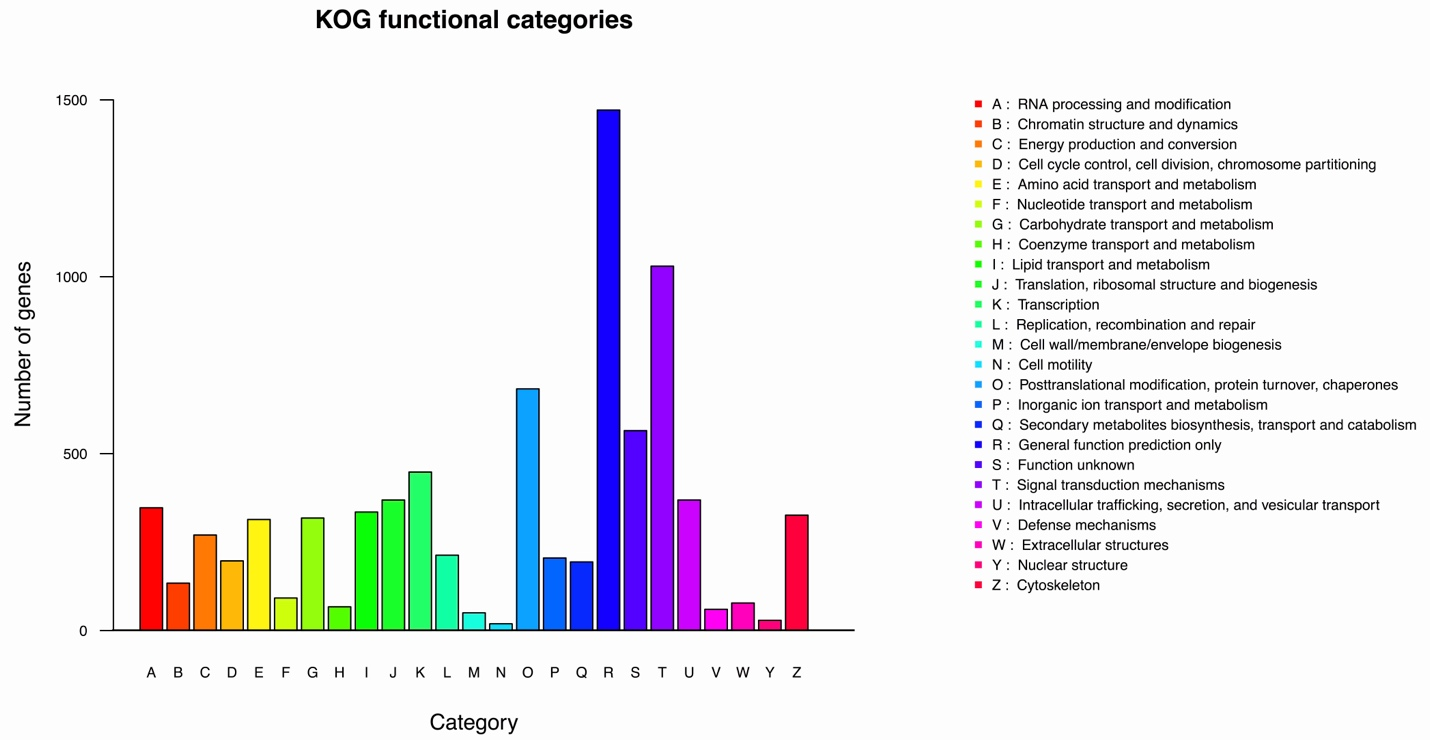 KOG functional categories
1500
1000
500
0
Number of genes
A B C D E F G H I J K L M N O P Q R S T U V W Y Z
Category
A : RNA processing and modification
B : Chromatin structure and dynamics
C : Energy production and conversion
D : Cell cycle control, cell division, chromosome partitioning
E : Amino acid transport and metabolism
F : Nucleotide transport and metabolism
G : Carbohydrate transport and metabolism
H : Coenzyme transport and metabolism
I : Lipid transport and metabolism
J : Translation, ribosomal structure and biogenesis
K : Transcription
L : Replication, recombination and repair
M : Cell wall/membrane/envelope biogenesis
N : Cell motility
O : Posttranslational modification, protein turnover, chaperones
P : Inorganic ion transport and metabolism
Q : Secondary metabolites biosynthesis, transport and catabolism
R : General function prediction only
S : Function unknown
T : Signal transduction mechanisms
U : Intracellular trafficking, secretion, and vesicular transport
V : Defense mechanisms
W : Extracellular structures
Y : Nuclear structure
Z : Cytoskeleton